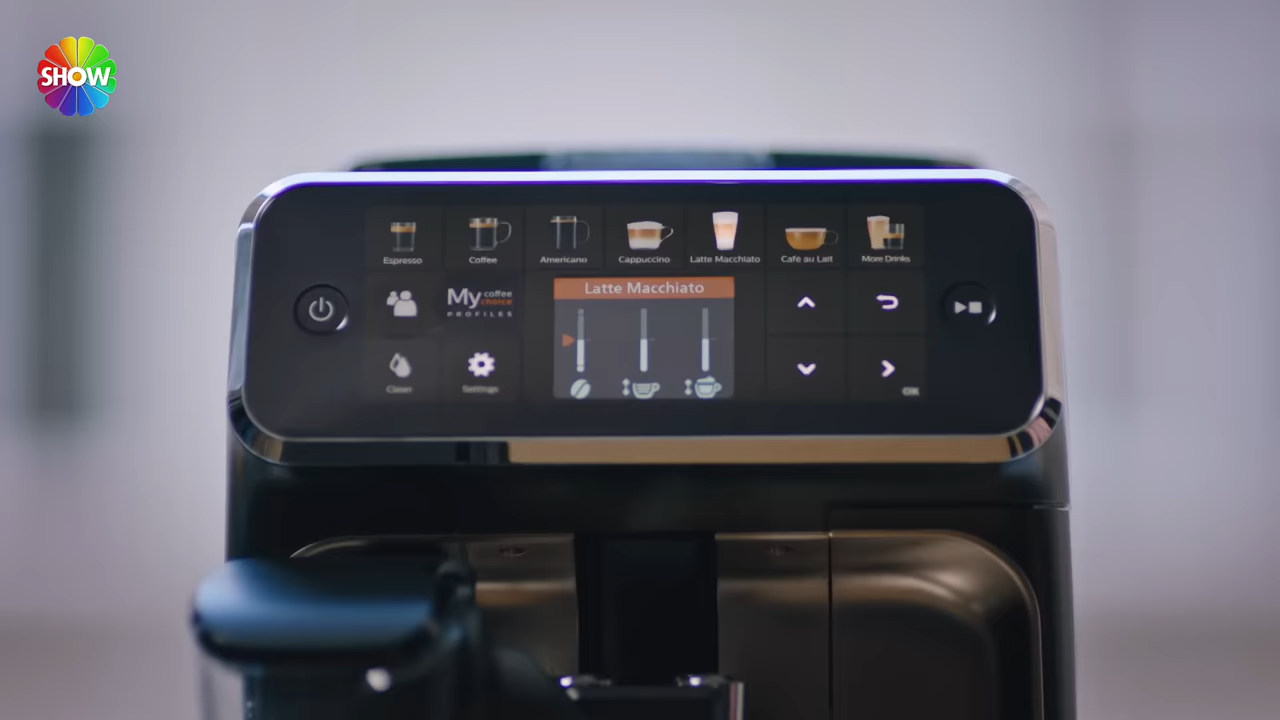 SHOW
Espresso
Coffee
Americano
Cappuccino
Latte Macchiato
Café au Lait
More Drinks
My coffee choice
PROFILES
Latte Macchiato
Clean
Settings
OK